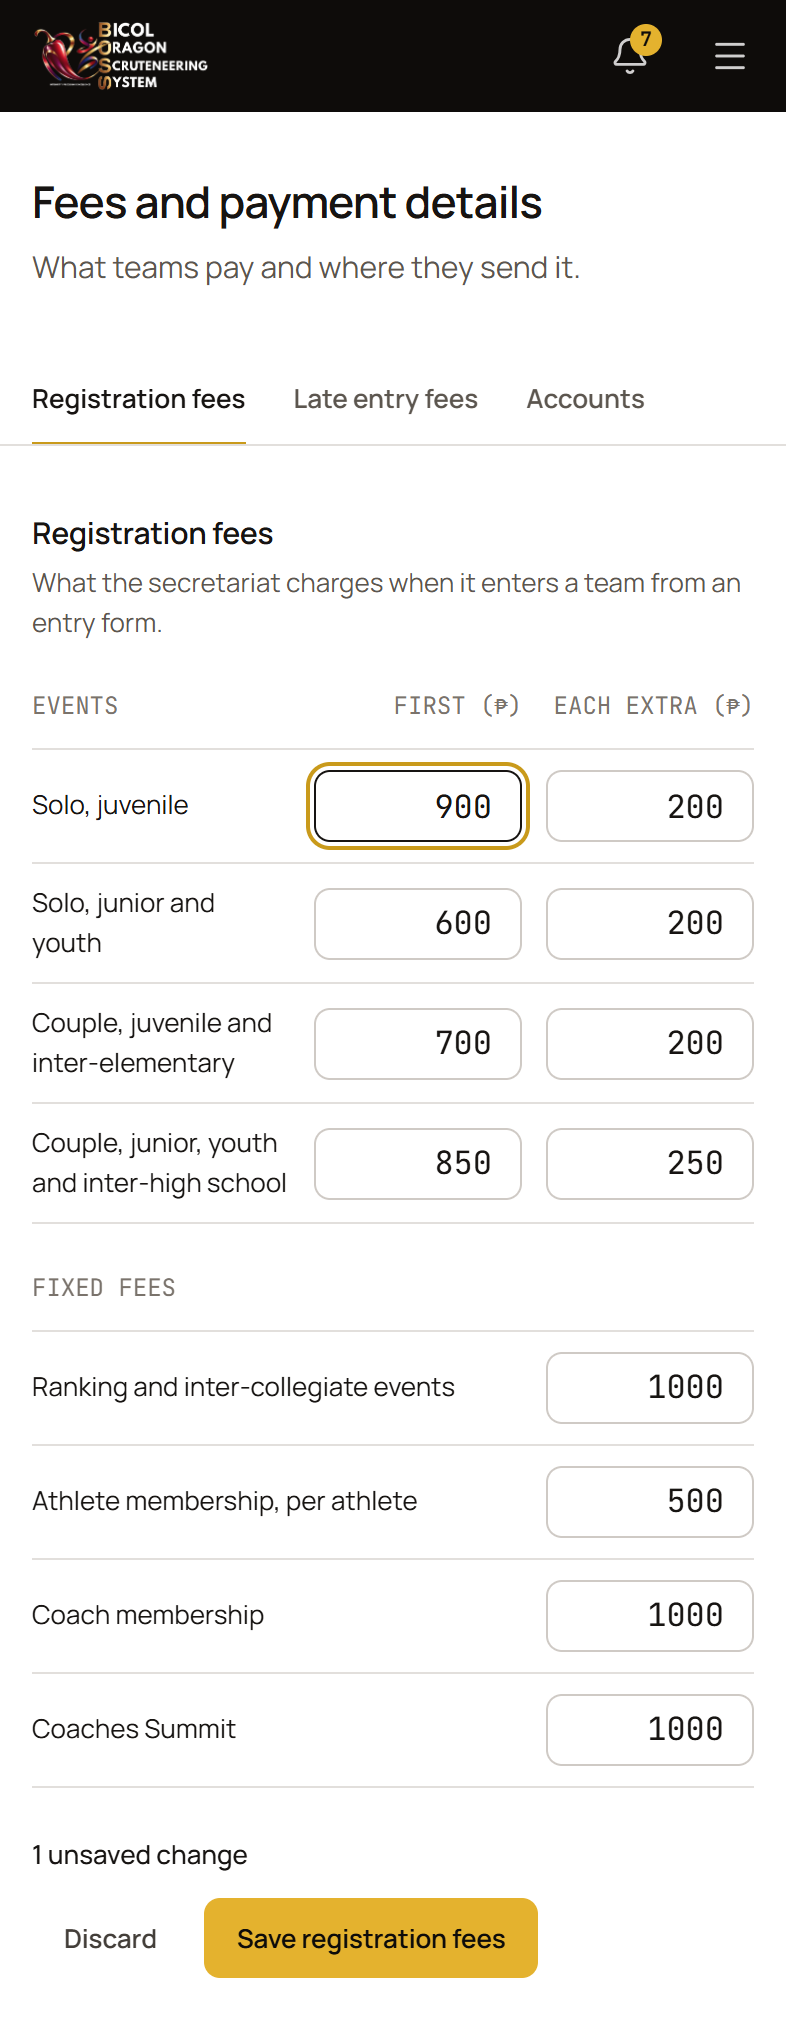 BICOL
DRAGON
SCRUTENEERING
SYSTEM
7
Fees and payment details
What teams pay and where they send it.
Registration fees Late entry fees Accounts
Registration fees
What the secretariat charges when it enters a team from an
entry form.
EVENTS FIRST (₱) EACH EXTRA (₱)
Solo, juvenile 900 200
Solo, junior and
youth 600 200
Couple, juvenile and
inter-elementary 700 200
Couple, junior, youth
and inter-high school 850 250
FIXED FEES
Ranking and inter-collegiate events 1000
Athlete membership, per athlete 500
Coach membership 1000
Coaches Summit 1000
1 unsaved change
Discard Save registration fees